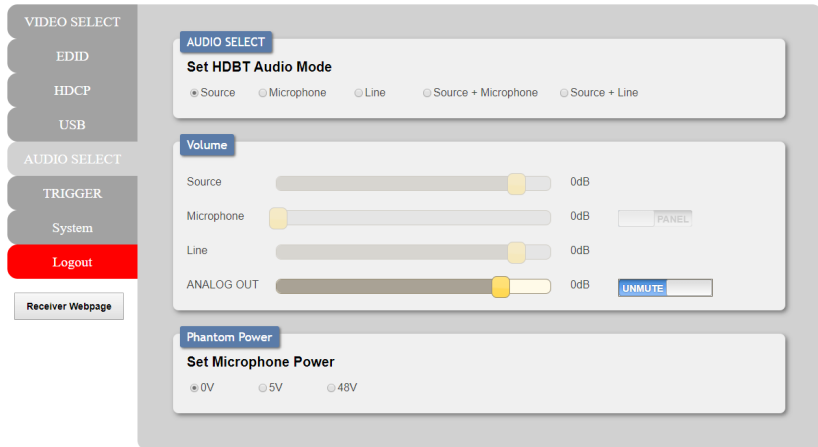 VIDEO SELECT
EDID
HDCP
USB
AUDIO SELECT
TRIGGER
System
Logout
Receiver Webpage
AUDIO SELECT
Set HDBT Audio Mode
Source Microphone Line Source + Microphone Source + Line
Volume
Source 0dB
Microphone 0dB PANEL
Line 0dB
ANALOG OUT 0dB UNMUTE
Phantom Power
Set Microphone Power
0V 5V 48V